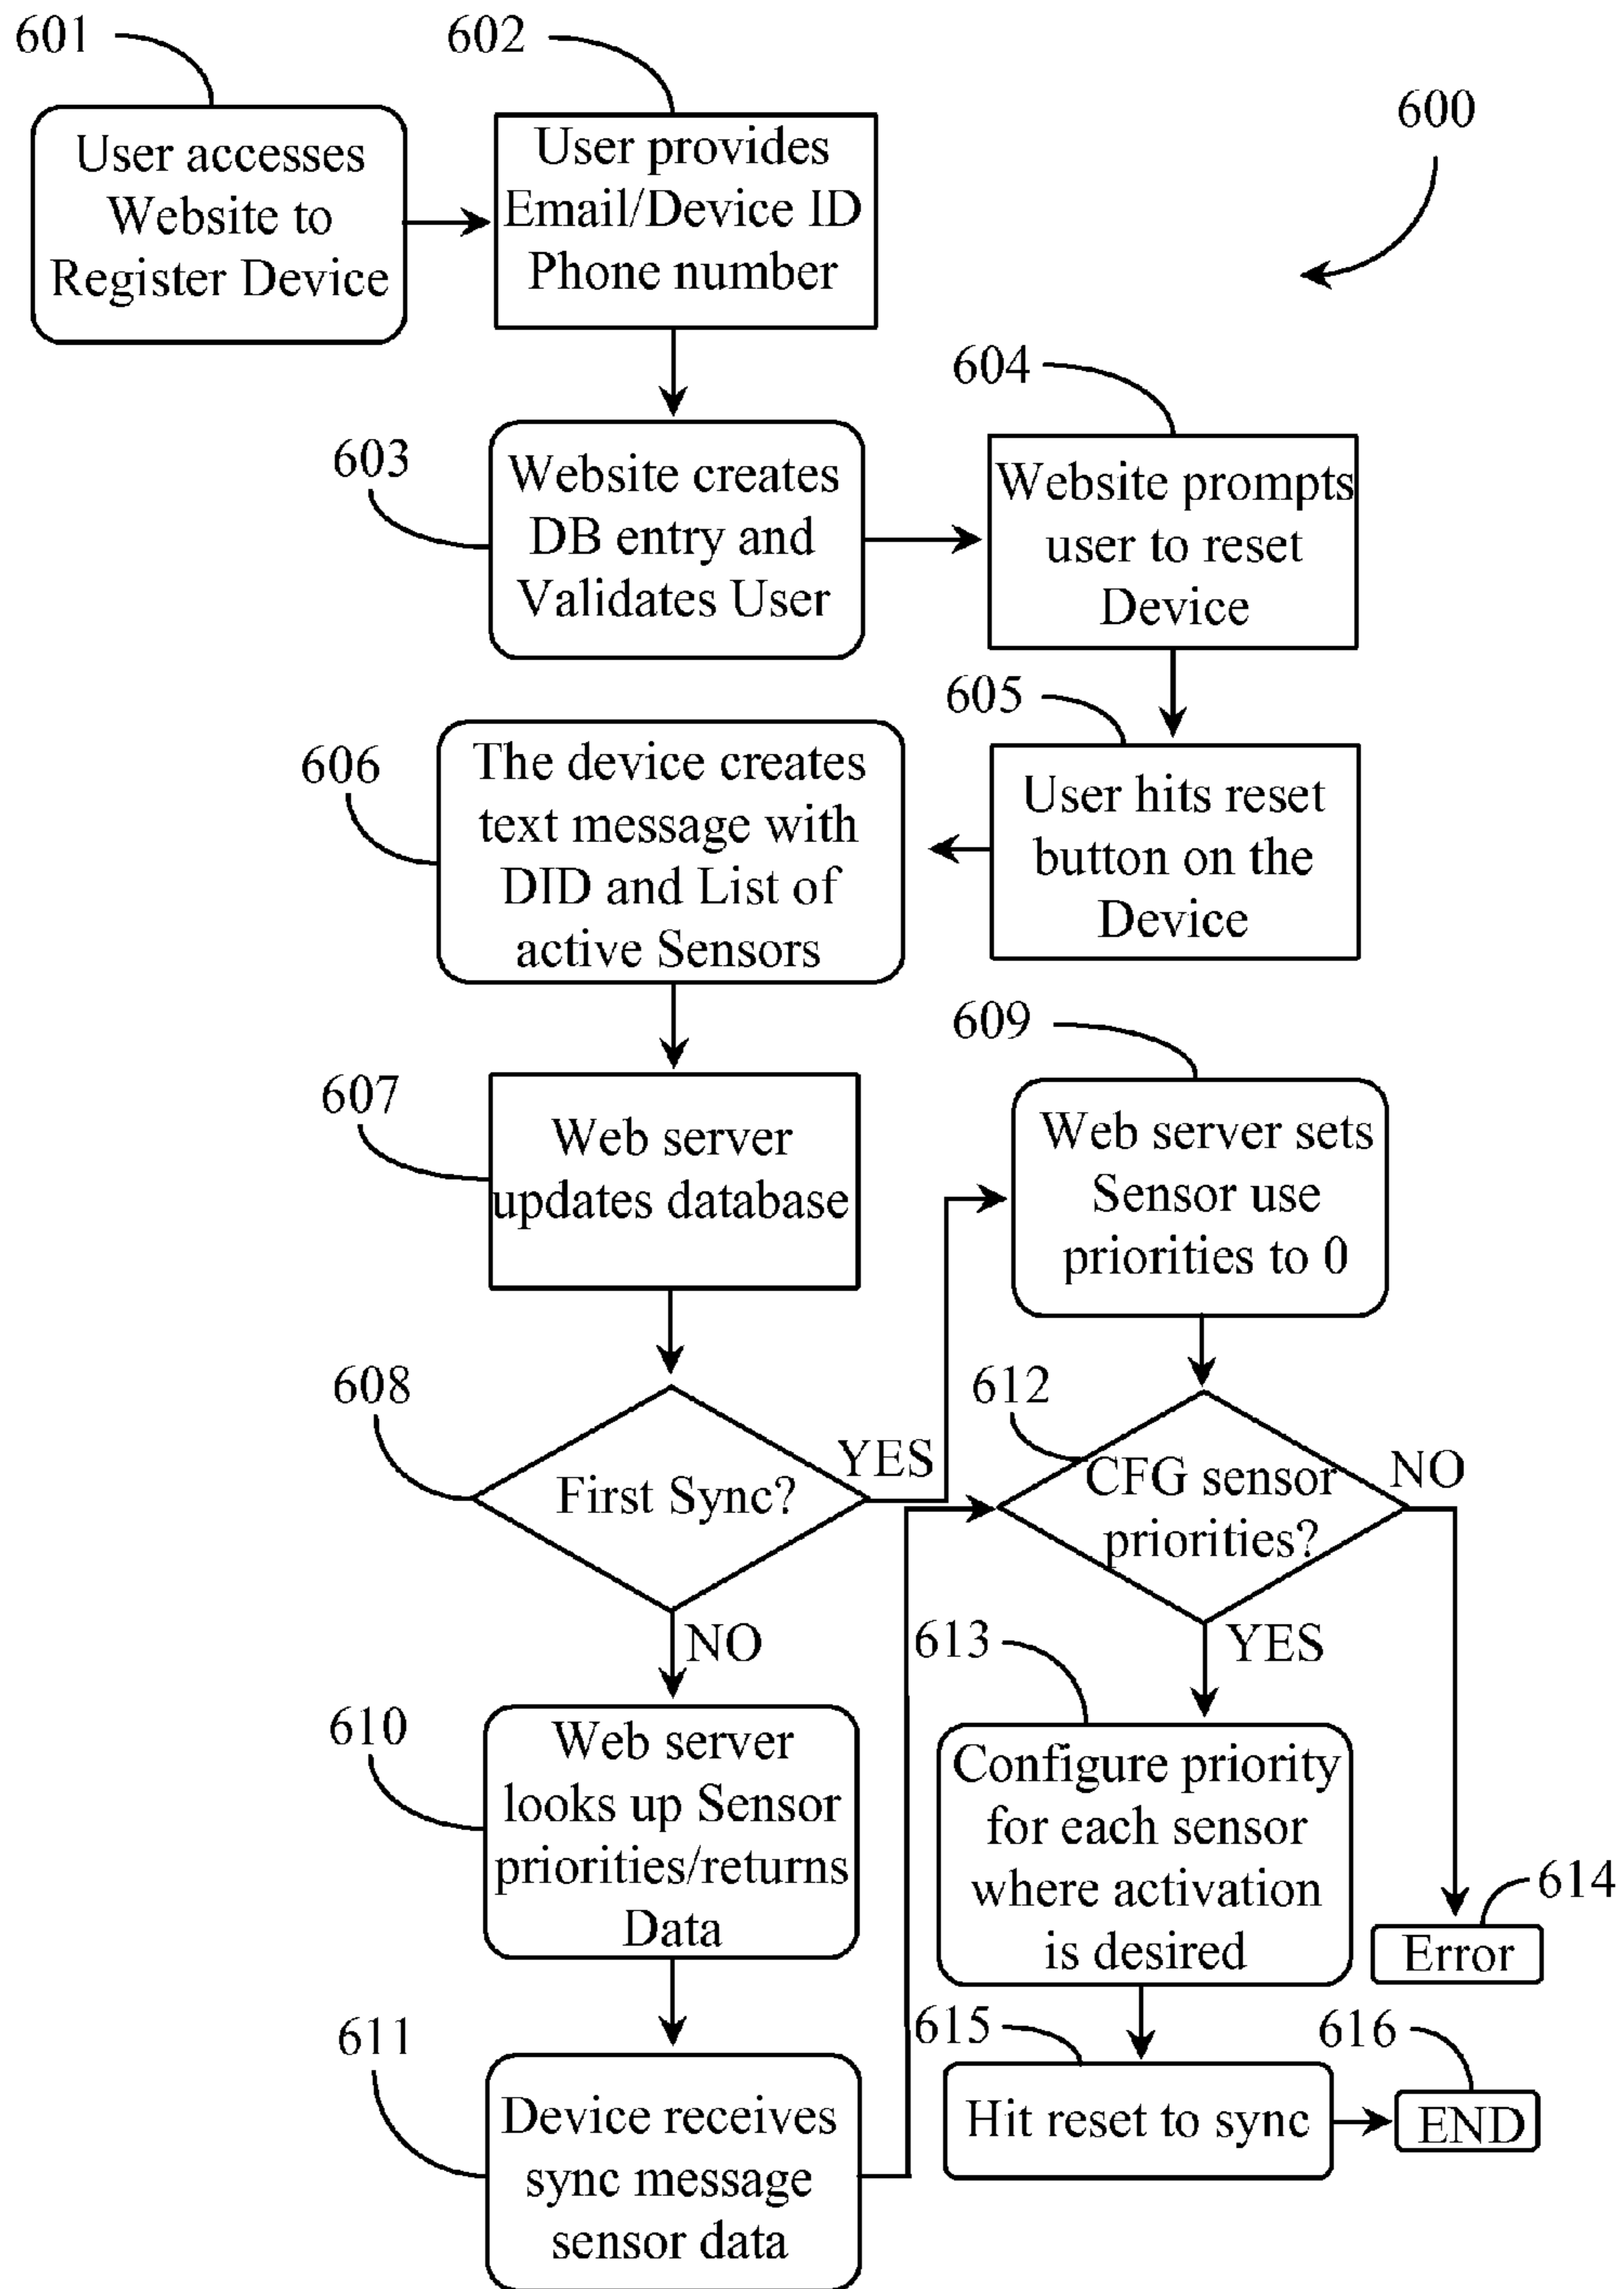 601
602
600
User accesses
Website to
Register Device
User provides
Email/Device ID
Phone number
604
603
Website creates
DB entry and
Validates User
Website prompts
user to reset
Device
605
606
The device creates
text message with
DID and List of
active Sensors
User hits reset
button on the
Device
609
607
Web server
updates database
Web server sets
Sensor use
priorities to 0
608
First Sync?
YES
NO
612
CFG sensor
priorities?
NO
YES
610
Web server
looks up Sensor
priorities/returns
Data
613
Configure priority
for each sensor
where activation
is desired
614
Error
611
Device receives
sync message
sensor data
615
Hit reset to sync
616
END